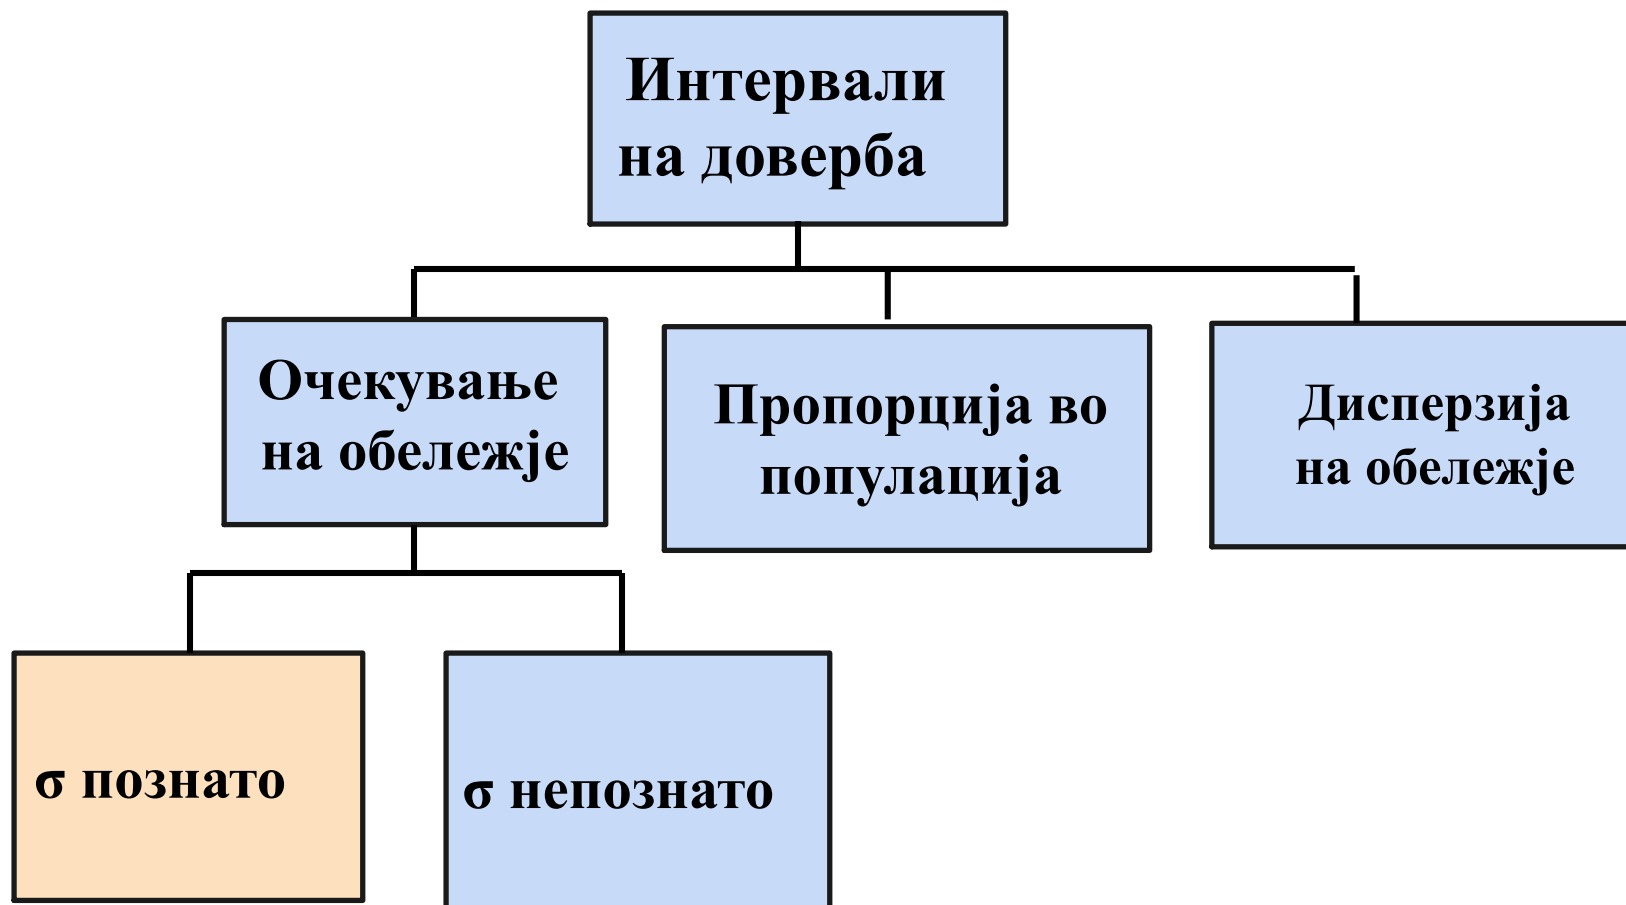 Интервали
на доверба
Очекување
на обележје
Пропорција во
популација
Дисперзија
на обележје
σ познато
σ непознато